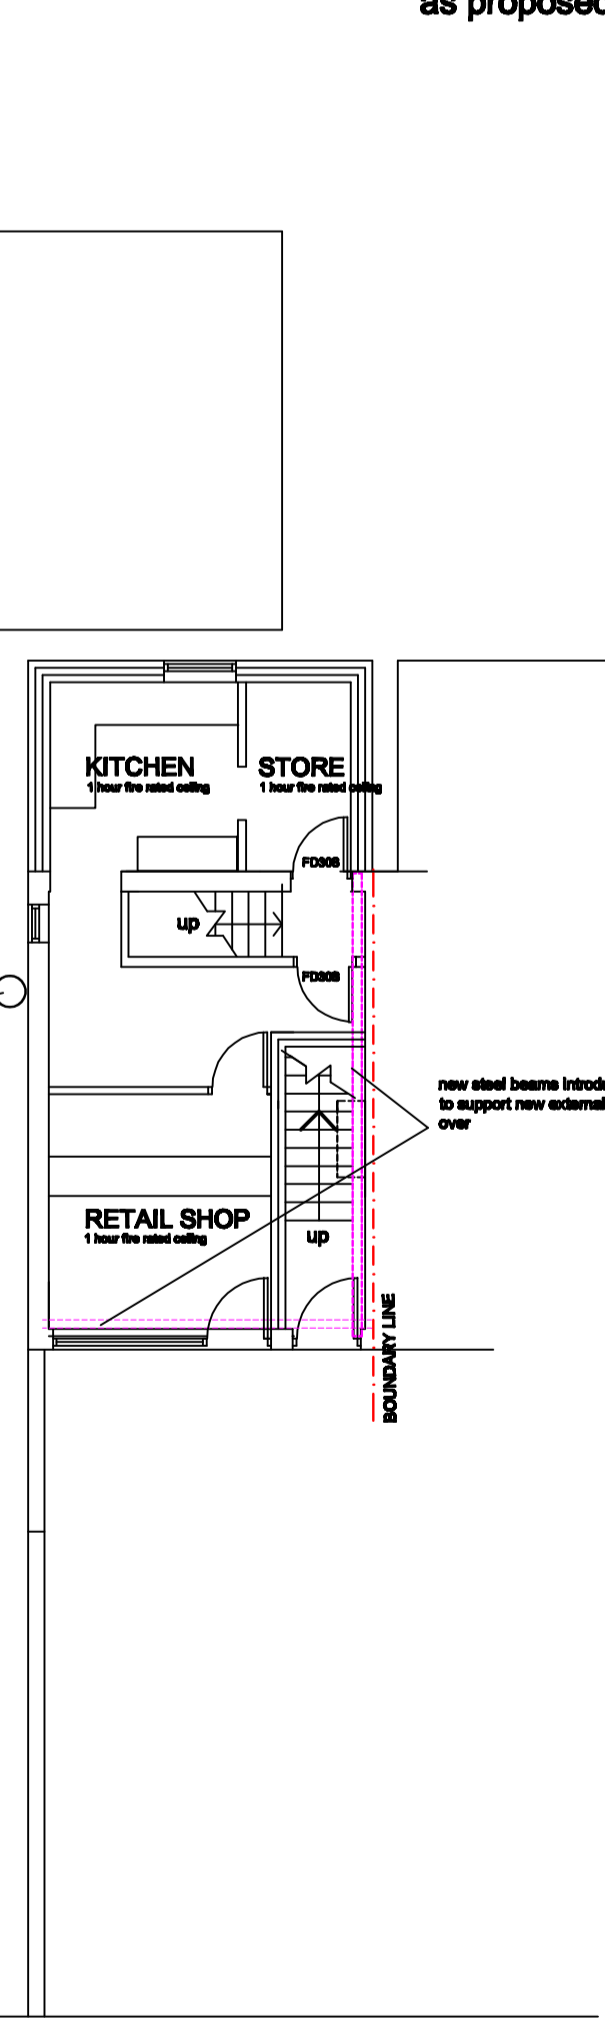 as proposed
KITCHEN
1 hour fire rated ceiling
STORE
1 hour fire rated ceiling
FD30S
up
FD30S
new steel beams introdu
to support new external
over
RETAIL SHOP
1 hour fire rated ceiling
up
BOUNDARY LINE